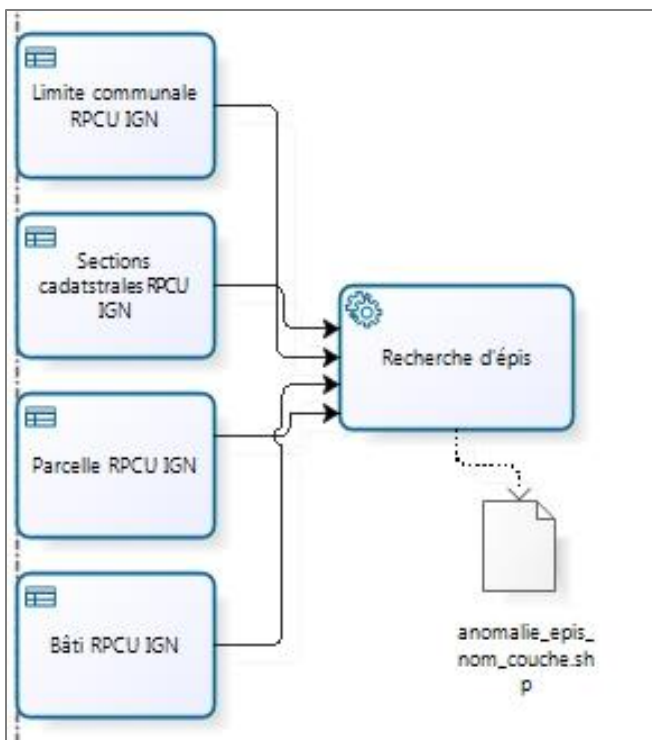 Limite communale
RPCU IGN
Sections
cadatstrales RPCU
IGN
Recherche d'épis
Parcelle RPCU IGN
Bâti RPCU IGN
anomalie_epis_
nom_couche.sh
p